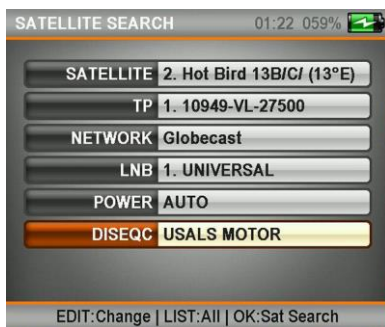 SATELLITE SEARCH 01:22 059%
SATELLITE 2. Hot Bird 13B/C/ (13°E)
TP 1. 10949-VL-27500
NETWORK Globecast
LNB 1. UNIVERSAL
POWER AUTO
DISEQC USALS MOTOR
EDIT:Change | LIST:All | OK:Sat Search